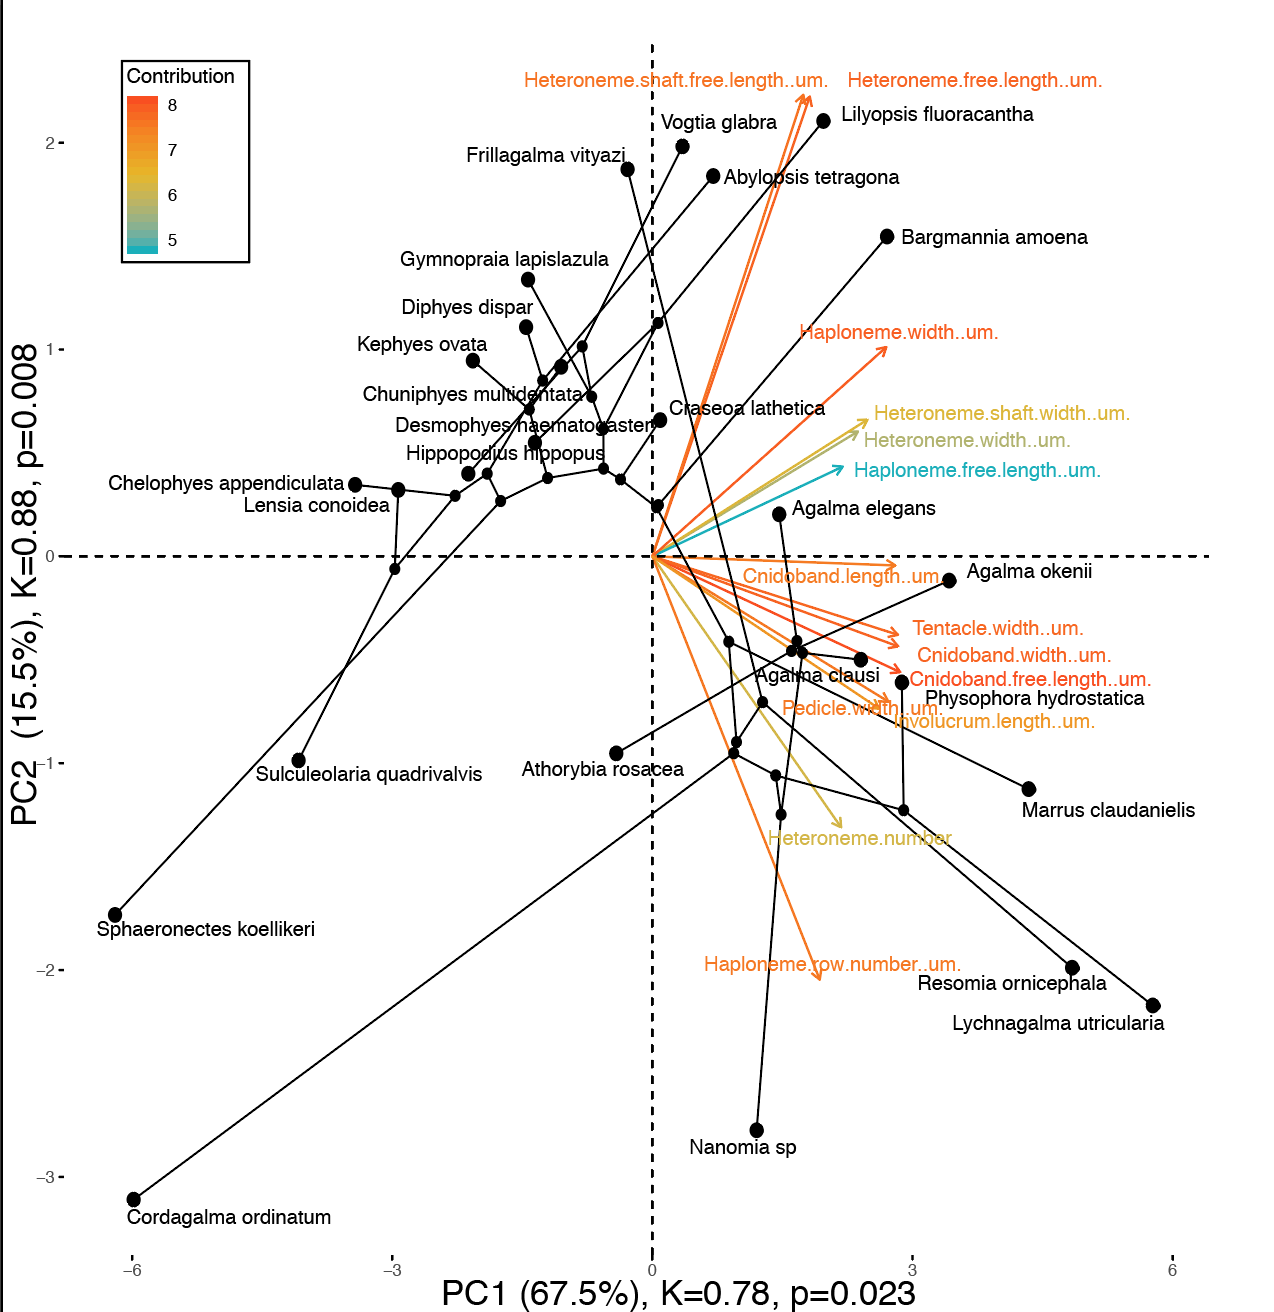 Contribution
8
7
6
5
Heteroneme.shaft.free.length..um.
Heteroneme.free.length..um.
Lilyopsis fluoracantha
Vogtia glabra
Frillagalma vityazi
Abylopsis tetragona
Bargmannia amoena
Gymnopraia lapislazula
Diphyes dispar
Kephyes ovata
Haploneme.width..um.
Chuniphyes multidentata
Craseoa lathetica
Heteroneme.shaft.width..um.
Desmophyes haematogaster
Heteroneme.width..um.
Hippopodius hippopus
Haploneme.free.length..um.
Chelophyes appendiculata
Lensia conoidea
Agalma elegans
Cnidoband.length..um.
Agalma okenii
Tentacle.width..um.
Cnidoband.width..um.
Agalma clausi
Cnidoband.free.length..um.
Physophora hydrostatica
Pedicle.width..um.
Involucrum.length..um.
Athorybia rosacea
Sulculeolaria quadrivalvis
Marrus claudanielis
Heteroneme.number
Sphaeronectes koellikeri
Haploneme.row.number..um.
Resomia ornicephala
Lychnagalma utricularia
Nanomia sp
Cordagalma ordinatum
2
1
0
−1
−2
−3
−6
−3
0
3
6
PC2 (15.5%), K=0.88, p=0.008
PC1 (67.5%), K=0.78, p=0.023